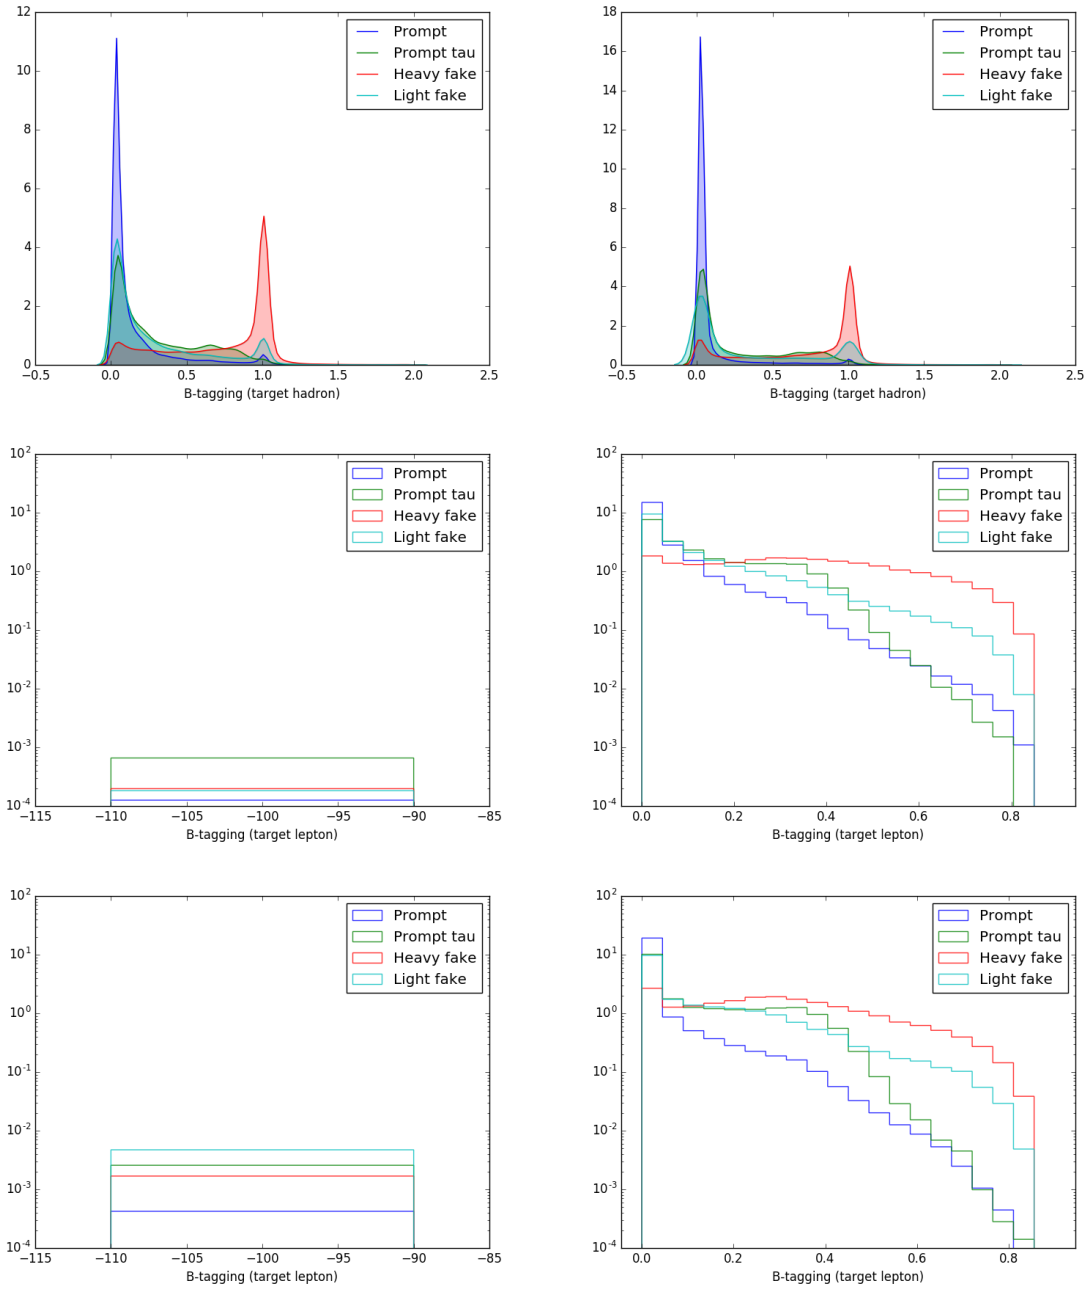 12
10
8
6
4
2
0
−0.5 0.0 0.5 1.0 1.5 2.0 2.5
B-tagging (target hadron)
Prompt
Prompt tau
Heavy fake
Light fake
18
16
14
12
10
8
6
4
2
0
−0.5 0.0 0.5 1.0 1.5 2.0 2.5
B-tagging (target hadron)
Prompt
Prompt tau
Heavy fake
Light fake
10²
10¹
10⁰
10⁻¹
10⁻²
10⁻³
10⁻⁴
−115 −110 −105 −100 −95 −90 −85
B-tagging (target lepton)
Prompt
Prompt tau
Heavy fake
Light fake
10²
10¹
10⁰
10⁻¹
10⁻²
10⁻³
10⁻⁴
0.0 0.2 0.4 0.6 0.8
B-tagging (target lepton)
Prompt
Prompt tau
Heavy fake
Light fake
10²
10¹
10⁰
10⁻¹
10⁻²
10⁻³
10⁻⁴
−115 −110 −105 −100 −95 −90 −85
B-tagging (target lepton)
Prompt
Prompt tau
Heavy fake
Light fake
10²
10¹
10⁰
10⁻¹
10⁻²
10⁻³
10⁻⁴
0.0 0.2 0.4 0.6 0.8
B-tagging (target lepton)
Prompt
Prompt tau
Heavy fake
Light fake